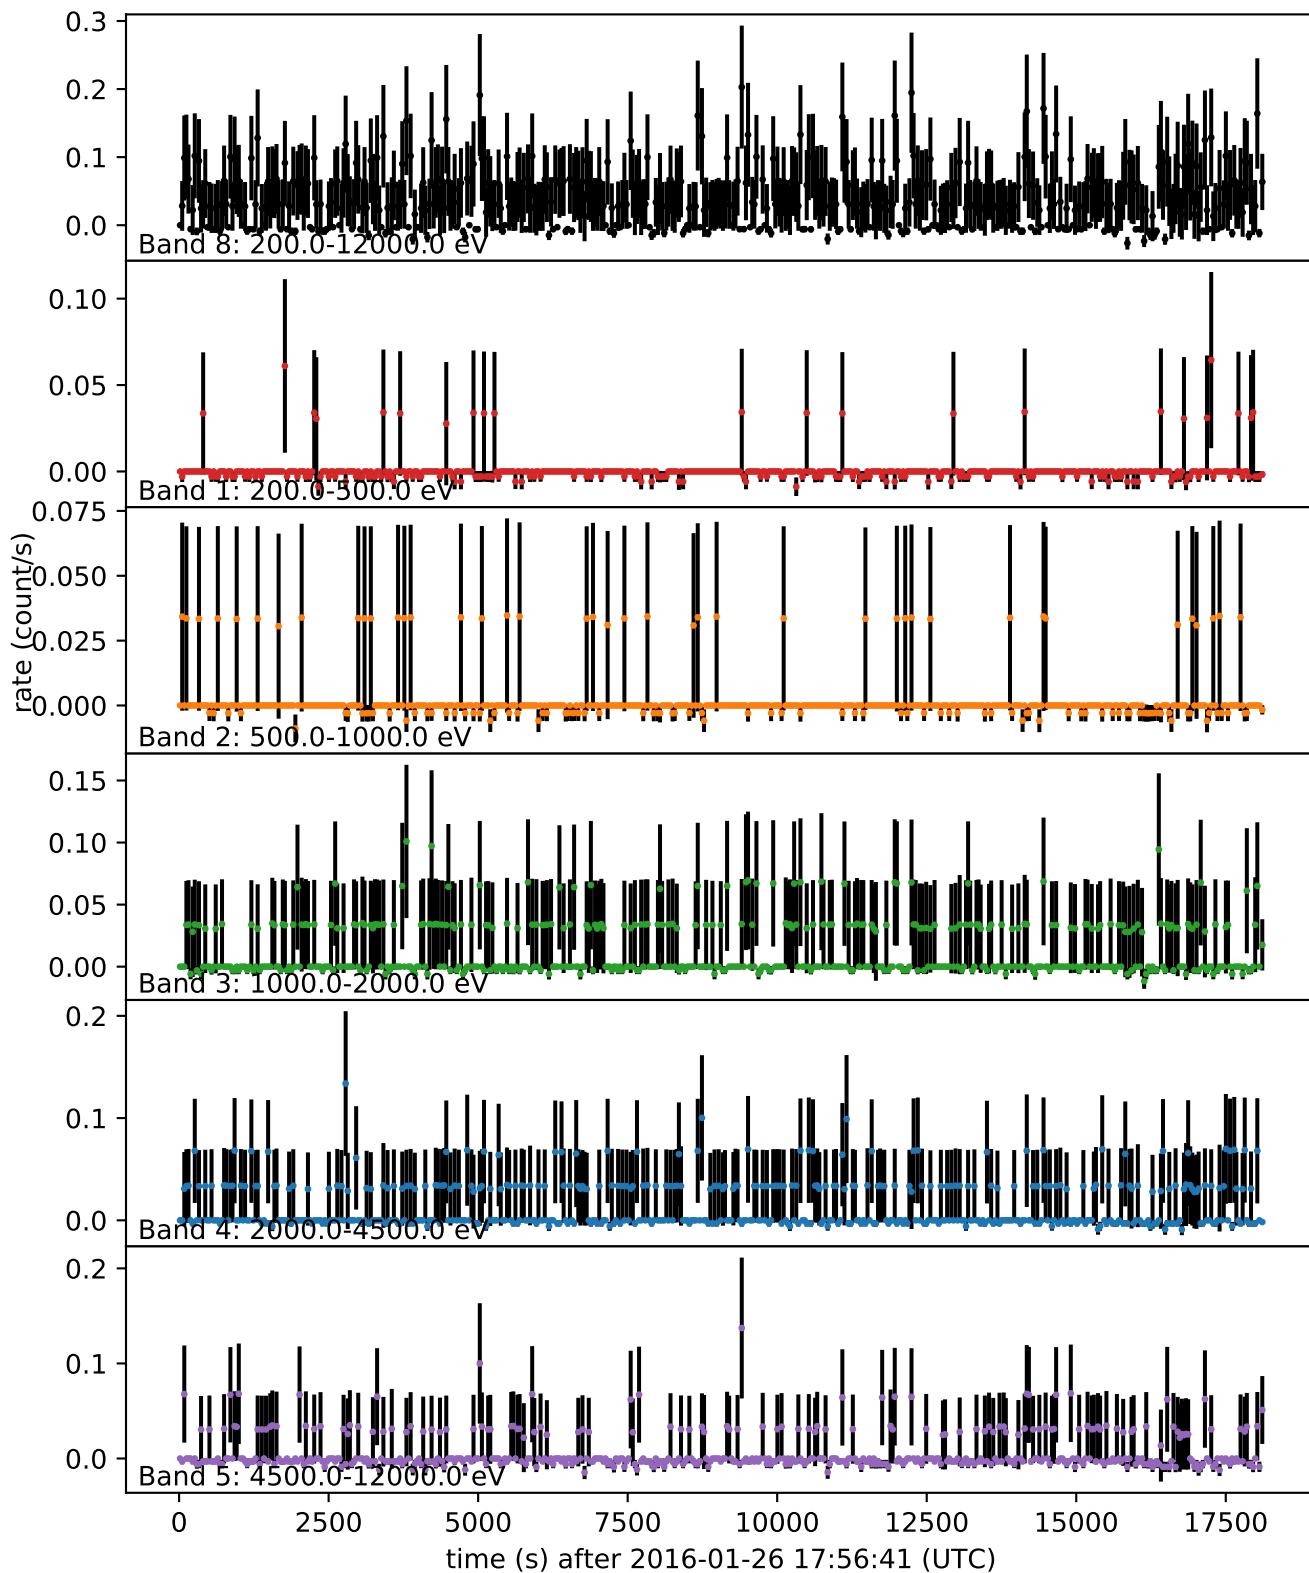 0.3
0.2
0.1
0.0
Band 8: 200.0-12000.0 eV
0.10
0.05
0.00
Band 1: 200.0-500.0 eV
0.075
0.050
0.025
0.000
Band 2: 500.0-1000.0 eV
rate (count/s)
0.15
0.10
0.05
0.00
Band 3: 1000.0-2000.0 eV
0.2
0.1
0.0
Band 4: 2000.0-4500.0 eV
0.2
0.1
0.0
Band 5: 4500.0-12000.0 eV
0 2500 5000 7500 10000 12500 15000 17500
time (s) after 2016-01-26 17:56:41 (UTC)